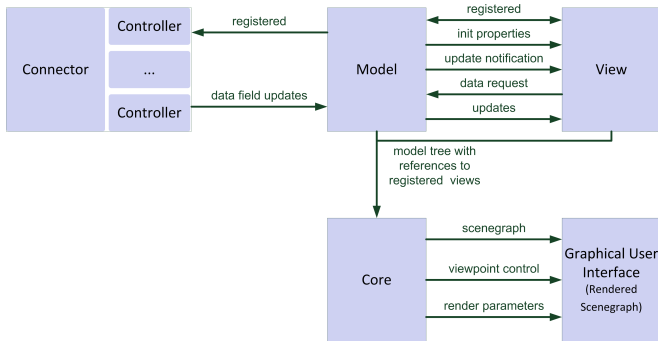 Connector
Controller
...
Controller
registered
data field updates
Model
registered
init properties
update notification
data request
updates
View
model tree with
references to
registered views
Core
scenegraph
viewpoint control
render parameters
Graphical User
Interface
(Rendered
Scenegraph)